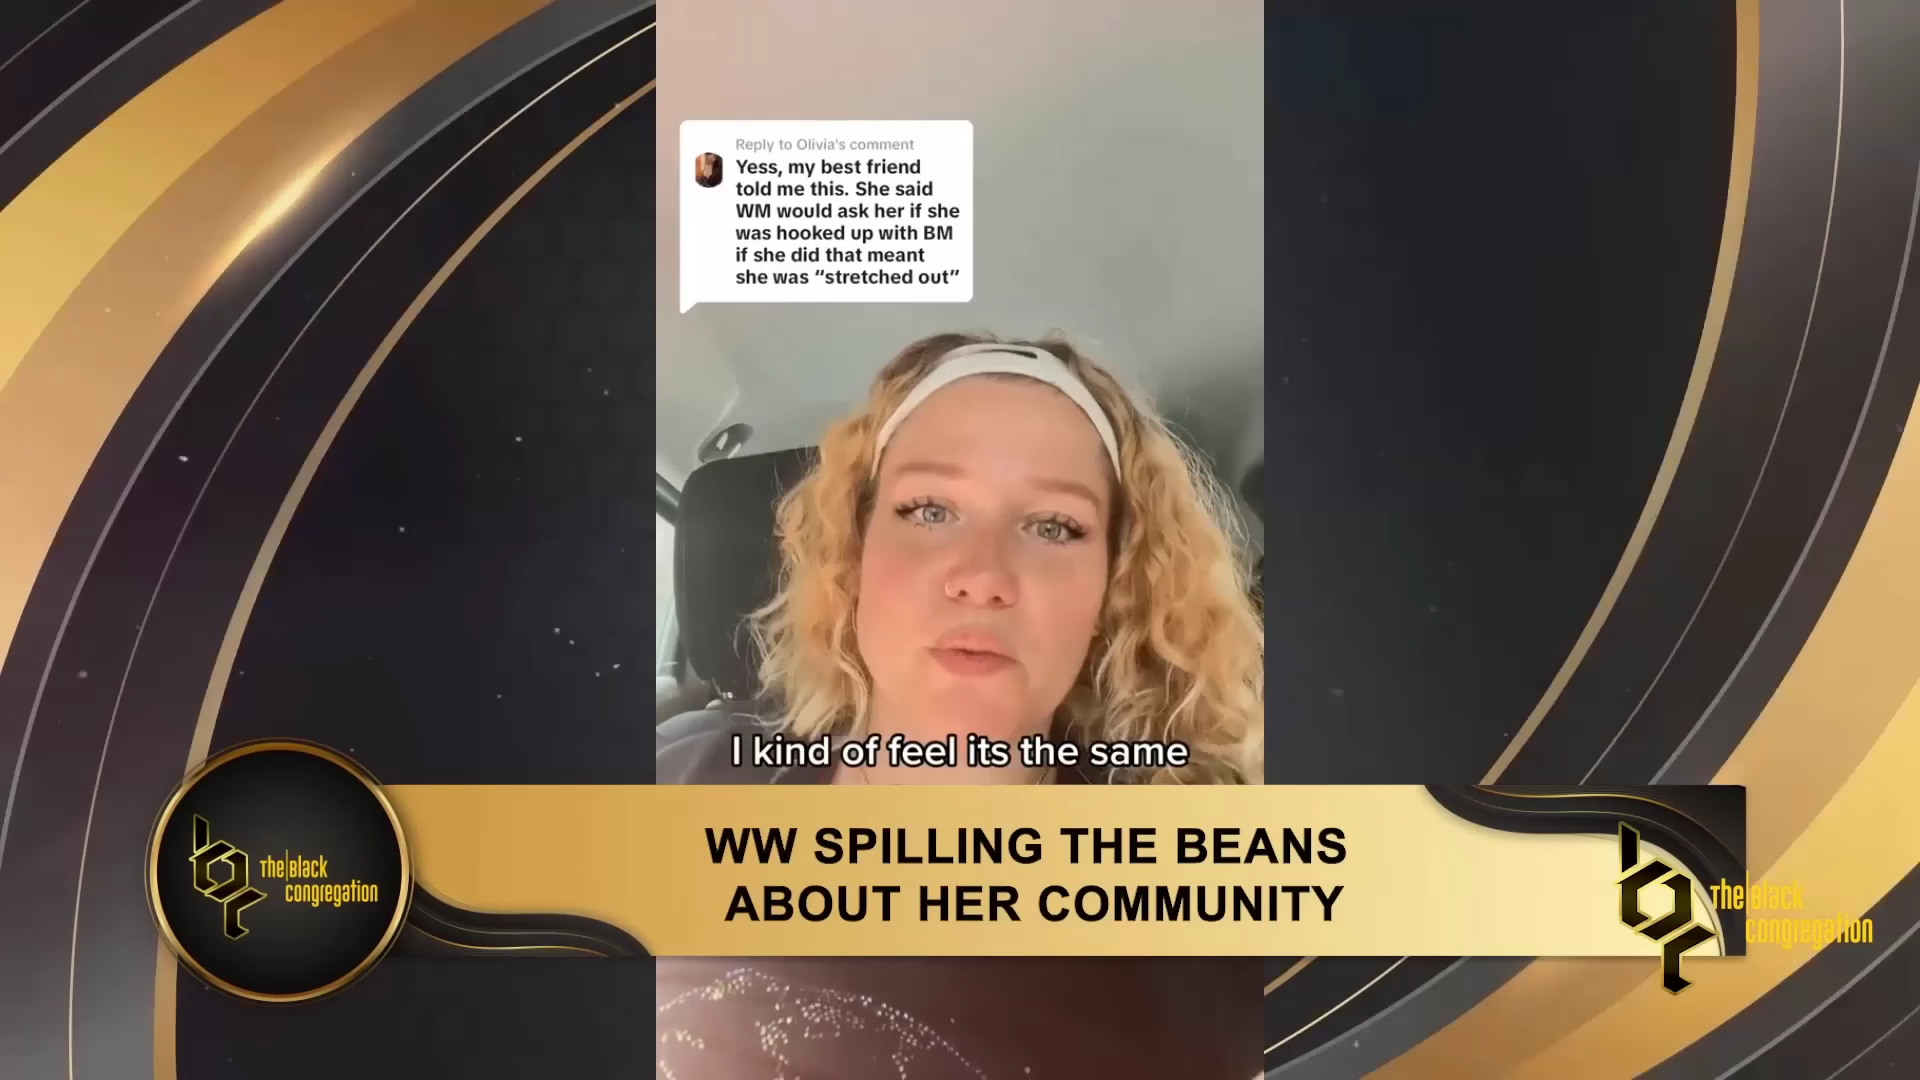 Reply to Olivia's comment
Yess, my best friend
told me this. She said
WM would ask her if she
was hooked up with BM
if she did that meant
she was “stretched out”
I kind of feel its the same
WW SPILLING THE BEANS
ABOUT HER COMMUNITY
The Black
congregation
The Black
congregation